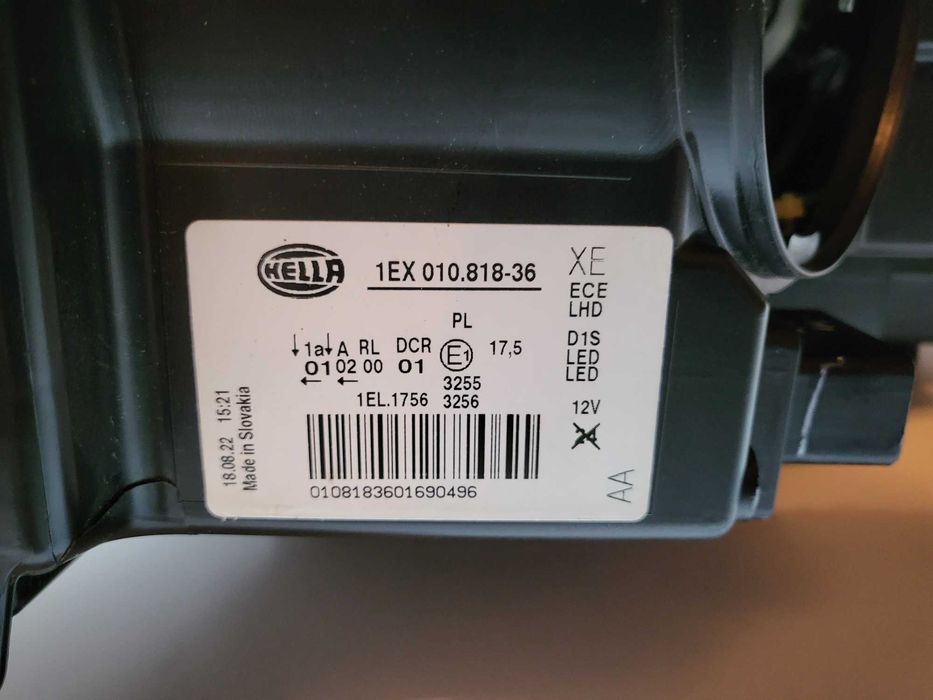 HELLA
1EX 010.818-36
XE
ECE
LHD
PL
↓1a↓ A RL DCR E1 17,5
01 02 00 01
← ←
3255
1EL.1756 3256
D1S
LED
LED
12V
24
18.08.22 15:21
Made in Slovakia
0108183601690496
AA